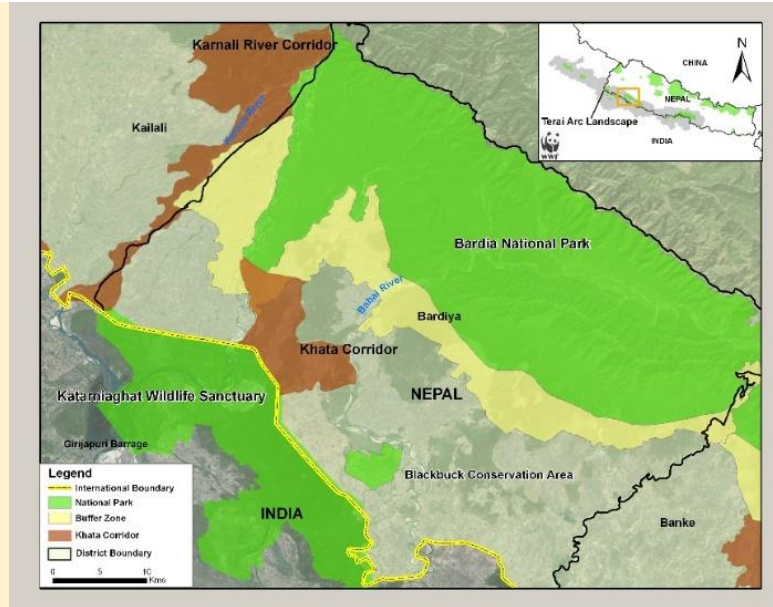 Karnali River Corridor
N
CHINA
NEPAL
Terai Arc Landscape
INDIA
WWF
Kailali
Karnali River
Bardia National Park
Babai River
Bardiya
Khata Corridor
NEPAL
Katarniaghat Wildlife Sanctuary
Girijapuri Barrage
Blackbuck Conservation Area
INDIA
Banke
Legend
International Boundary
National Park
Buffer Zone
Khata Corridor
District Boundary
0 5 10
Kms